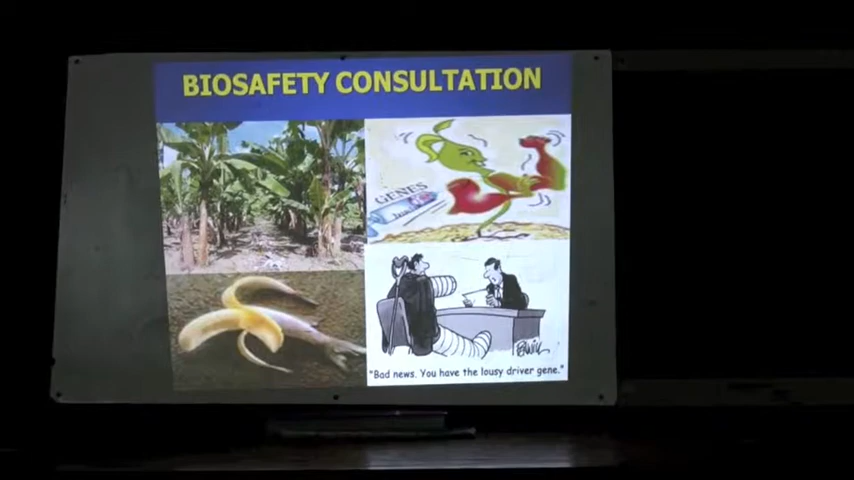 BIOSAFETY CONSULTATION
GENES
"Bad news. You have the lousy driver gene."